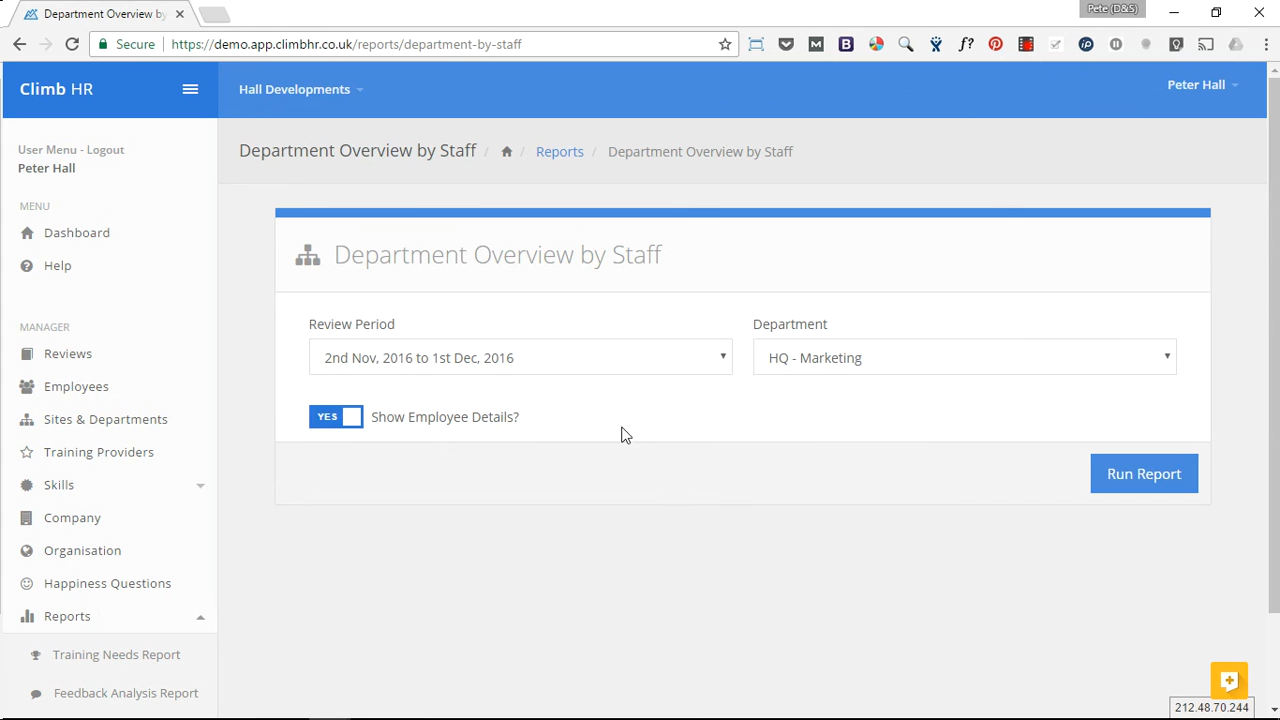 Department Overview by
Pete (D&S)
Secure
https://demo.app.climbhr.co.uk/reports/department-by-staff
Climb HR
Hall Developments
Peter Hall
User Menu - Logout
Peter Hall
MENU
Dashboard
Help
MANAGER
Reviews
Employees
Sites & Departments
Training Providers
Skills
Company
Organisation
Happiness Questions
Reports
Training Needs Report
Feedback Analysis Report
Department Overview by Staff / / Reports / Department Overview by Staff
Department Overview by Staff
Review Period
2nd Nov, 2016 to 1st Dec, 2016
Department
HQ - Marketing
YES Show Employee Details?
Run Report
212.48.70.244